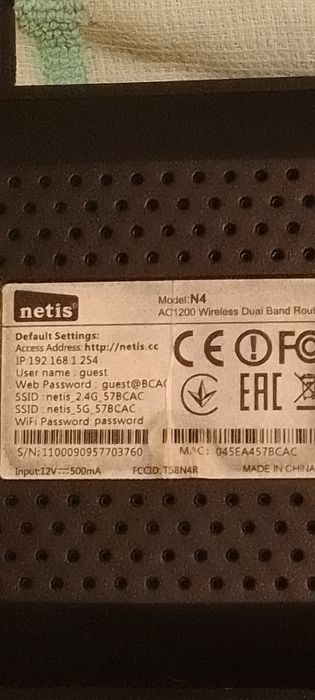 netis
Model: N4
AC1200 Wireless Dual Band Rout
Default Settings:
Access Address: http://netis.cc
IP:192.168.1.254
User name : guest
Web Password : guest@BCAC
SSID : netis_2.4G_57BCAC
SSID : netis_5G_57BCAC
WiFi Password: password
CE
FC
EAC
S/N:1100090957703760
MAC: 045EA457BCAC
Input:12V⎓500mA
FCCID: T58N4R
MADE IN CHINA